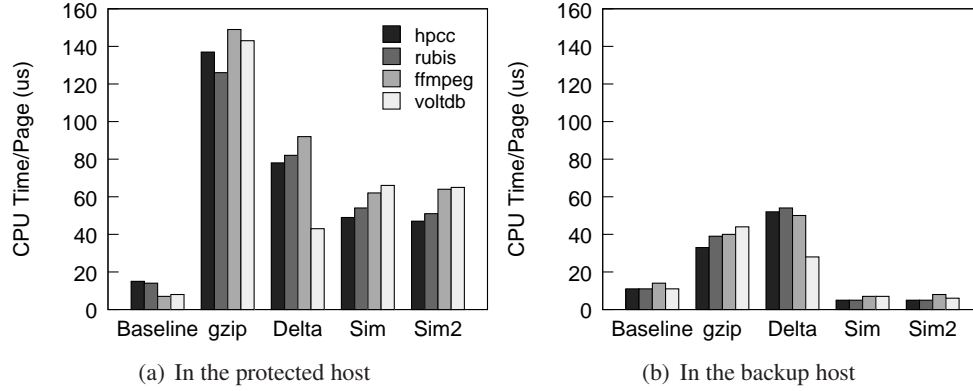 160
140
120
100
80
60
40
20
0
CPU Time/Page (us)
hpcc
rubis
ffmpeg
voltdb
Baseline gzip Delta Sim Sim2
(a) In the protected host
160
140
120
100
80
60
40
20
0
CPU Time/Page (us)
Baseline gzip Delta Sim Sim2
(b) In the backup host